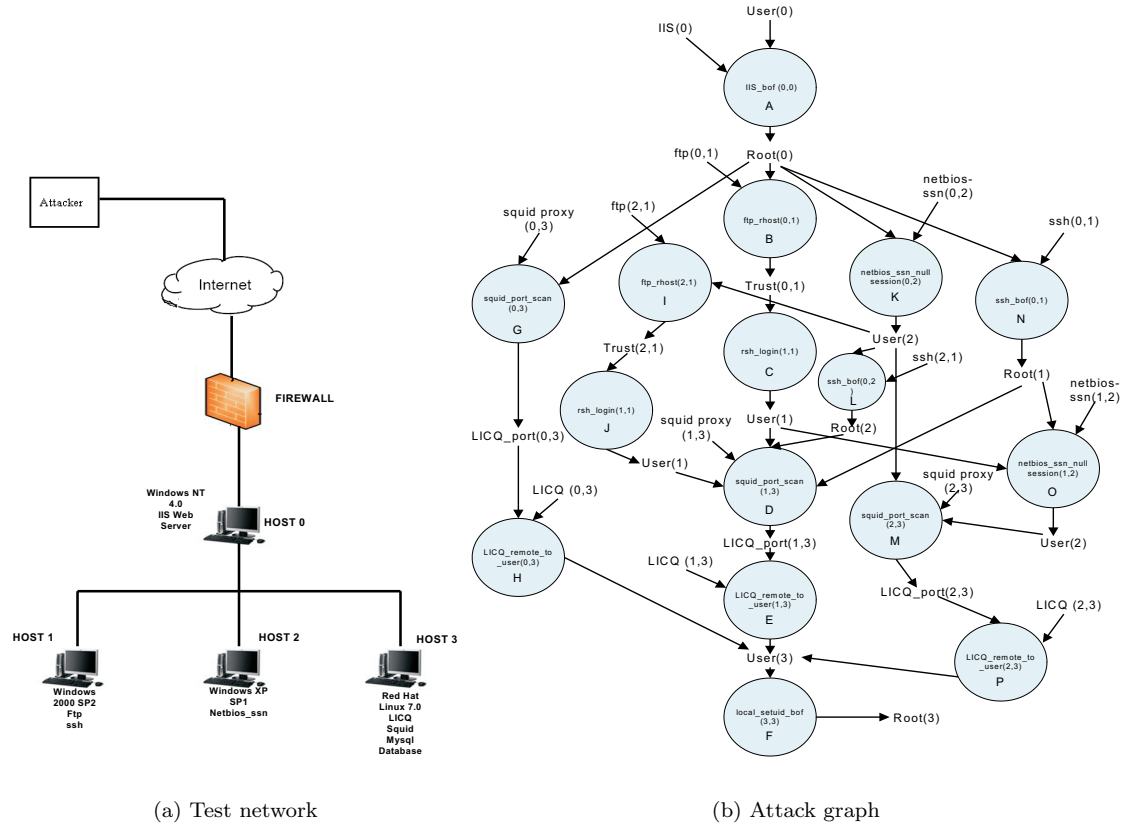 Attacker
Internet
FIREWALL
Windows NT
4.0
IIS Web
Server
HOST 0
HOST 1
HOST 2
HOST 3
Windows
2000 SP2
Ftp
ssh
Windows XP
SP1
Netbios_ssn
Red Hat
Linux 7.0
LICQ
Squid
Mysql
Database
(a) Test network
User(0)
IIS(0)
IIS_bof (0,0)
A
ftp(0,1)
Root(0)
netbios-
ssn(0,2)
squid proxy
(0,3)
ftp(2,1)
ftp_rhost(0,1)
B
ssh(0,1)
squid_port_scan
(0,3)
G
ftp_rhost(2,1)
I
Trust(0,1)
netbios_ssn_null
session(0,2)
K
ssh_bof(0,1)
N
Trust(2,1)
rsh_login(1,1)
C
User(2)
ssh(2,1)
ssh_bof(0,2
)
L
Root(1)
netbios-
ssn(1,2)
rsh_login(1,1)
J
User(1)
Root(2)
LICQ_port(0,3)
squid proxy
(1,3)
User(1)
squid_port_scan
(1,3)
D
squid proxy
(2,3)
netbios_ssn_null
session(1,2)
O
LICQ (0,3)
squid_port_scan
(2,3)
M
User(2)
LICQ_port(1,3)
LICQ_remote_to
_user(0,3)
H
LICQ (1,3)
LICQ_remote_to
_user(1,3)
E
LICQ_port(2,3)
LICQ (2,3)
User(3)
LICQ_remote_to
_user(2,3)
P
local_setuid_bof
(3,3)
F
Root(3)
(b) Attack graph